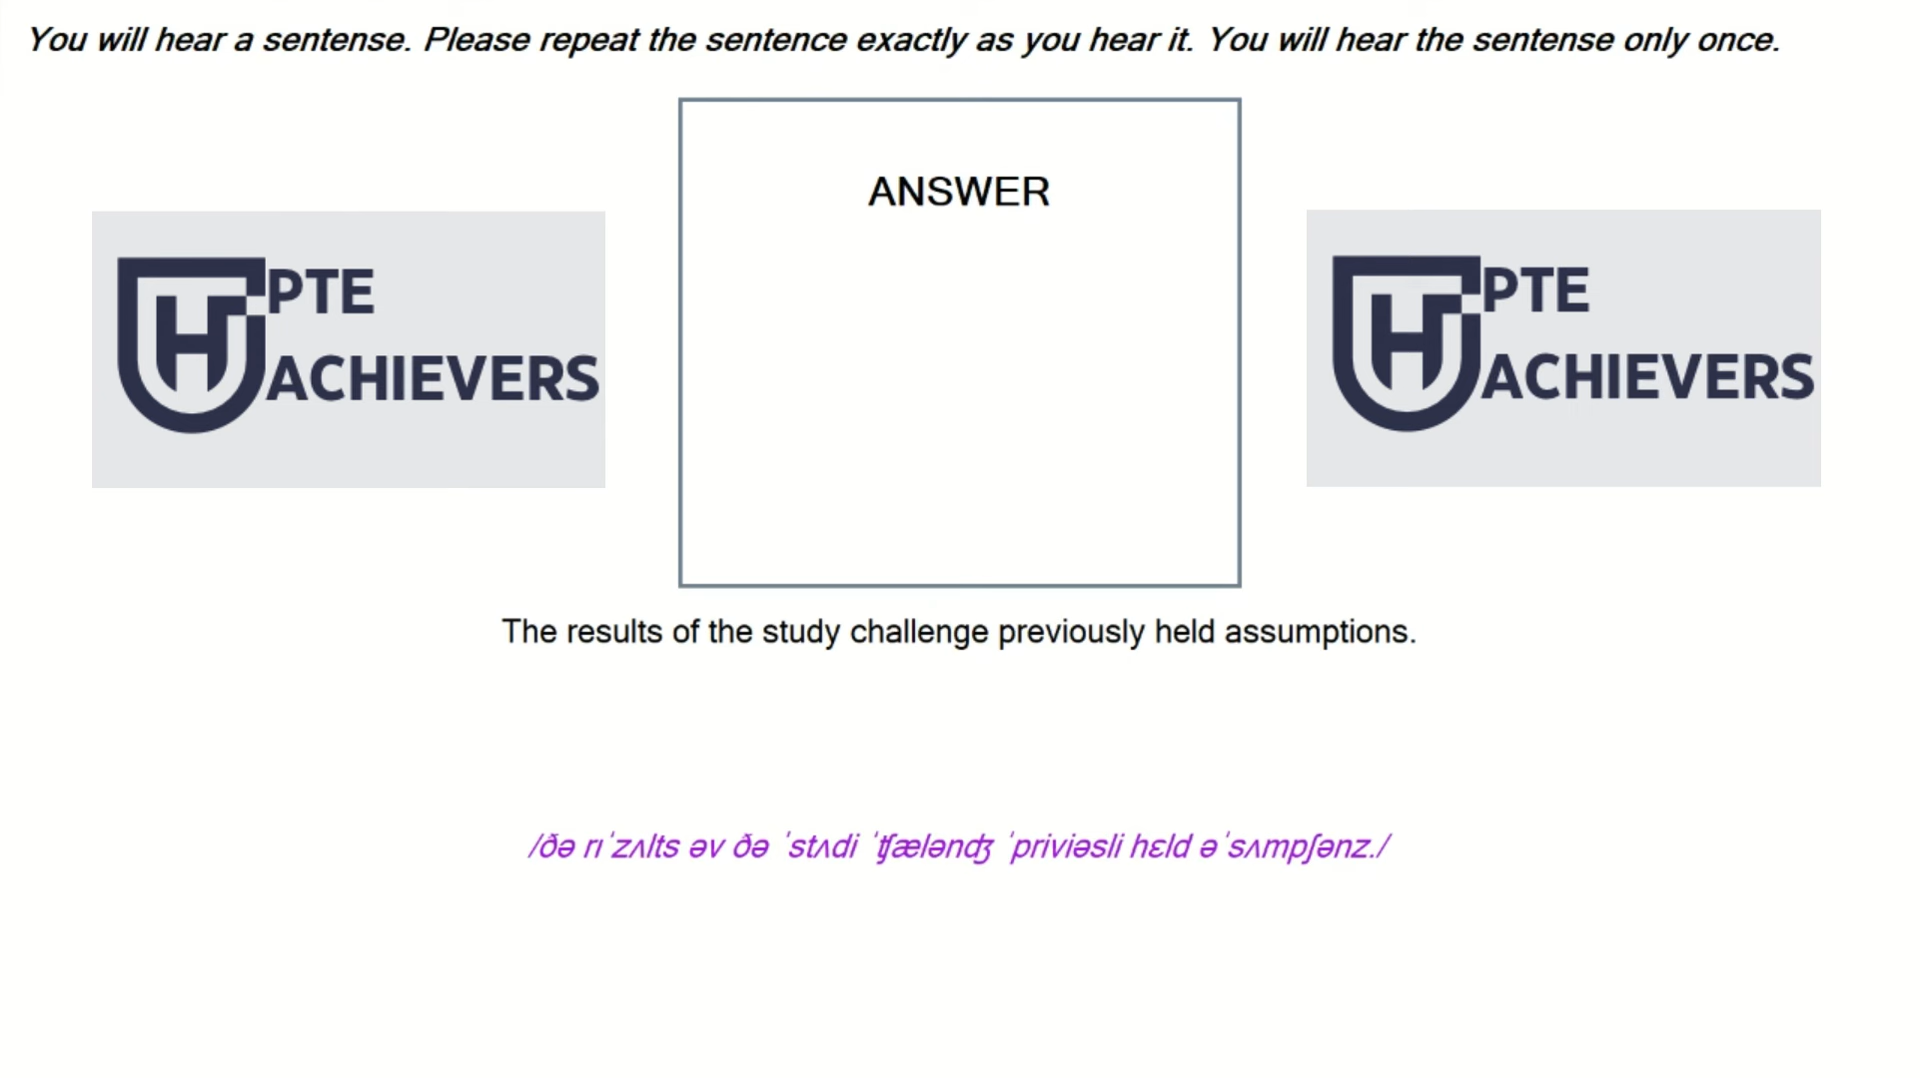 You will hear a sentense. Please repeat the sentence exactly as you hear it. You will hear the sentense only once.
ANSWER
PTE
ACHIEVERS
PTE
ACHIEVERS
The results of the study challenge previously held assumptions.
/ðə rɪˈzʌlts əv ðə ˈstʌdi ˈʧæləndʒ ˈpriviəsli hɛld əˈsʌmpʃənz./